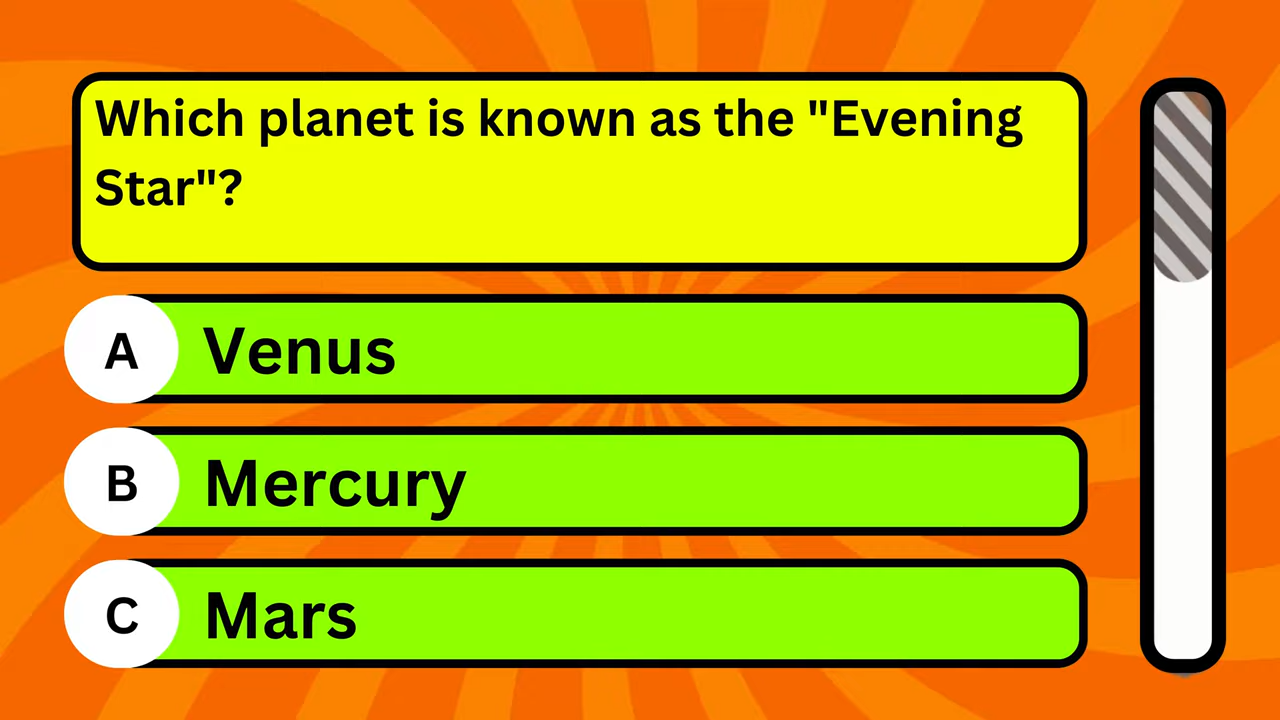 Which planet is known as the "Evening
Star"?
A Venus
B Mercury
C Mars